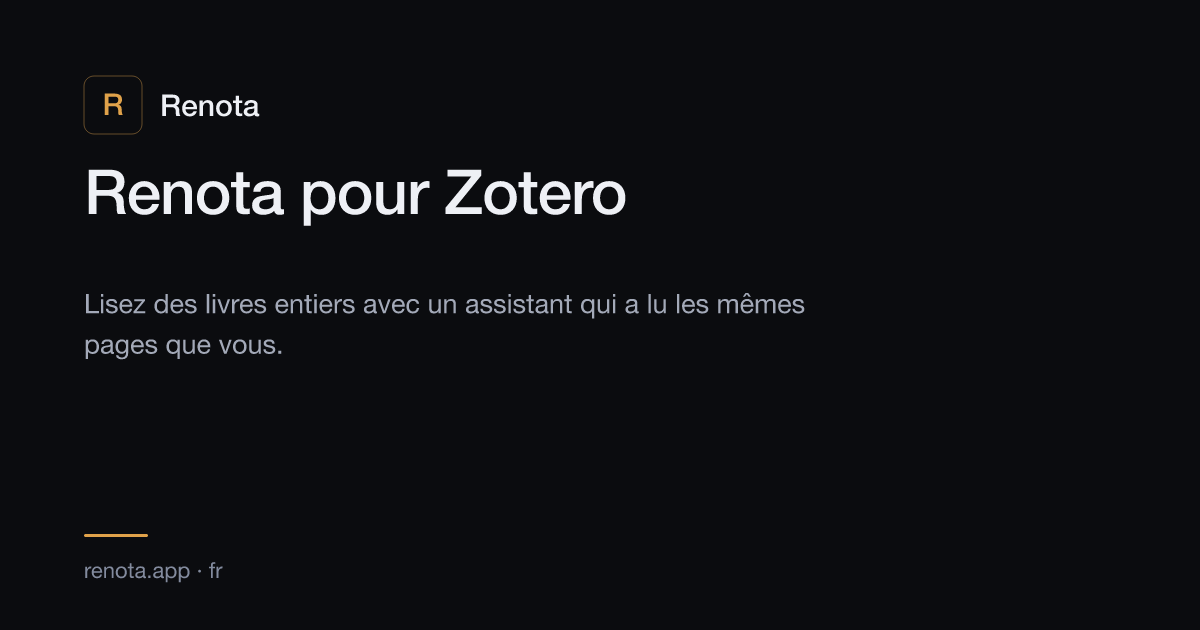 R
Renota
Renota pour Zotero
Lisez des livres entiers avec un assistant qui a lu les mêmes
pages que vous.
renota.app · fr